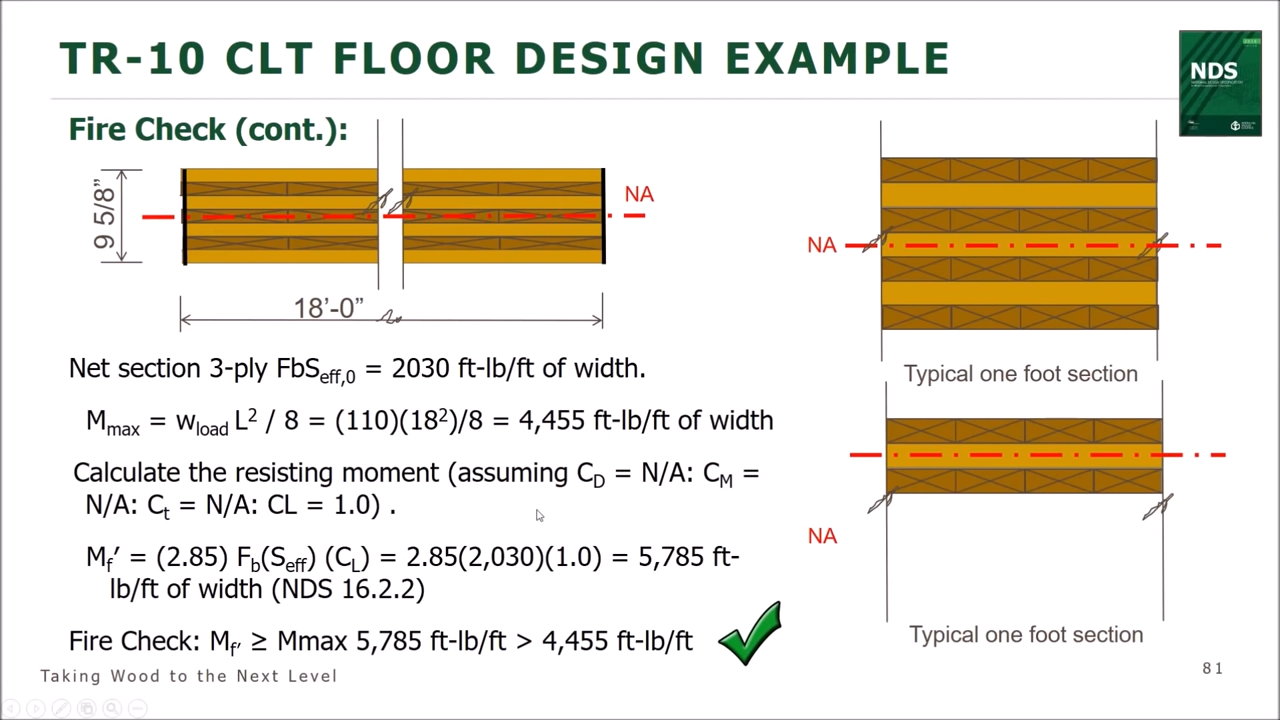 TR-10 CLT FLOOR DESIGN EXAMPLE
NDS
Fire Check (cont.):
9 5/8”
NA
18’-0”
NA
Typical one foot section
Net section 3-ply FbSeff,0 = 2030 ft-lb/ft of width.
Mmax = wload L2 / 8 = (110)(182)/8 = 4,455 ft-lb/ft of width
Calculate the resisting moment (assuming CD = N/A: CM =
N/A: Ct = N/A: CL = 1.0) .
NA
Mf′ = (2.85) Fb(Seff) (CL) = 2.85(2,030)(1.0) = 5,785 ft-
lb/ft of width (NDS 16.2.2)
Typical one foot section
Fire Check: Mf′ ≥ Mmax 5,785 ft-lb/ft > 4,455 ft-lb/ft
Taking Wood to the Next Level
81